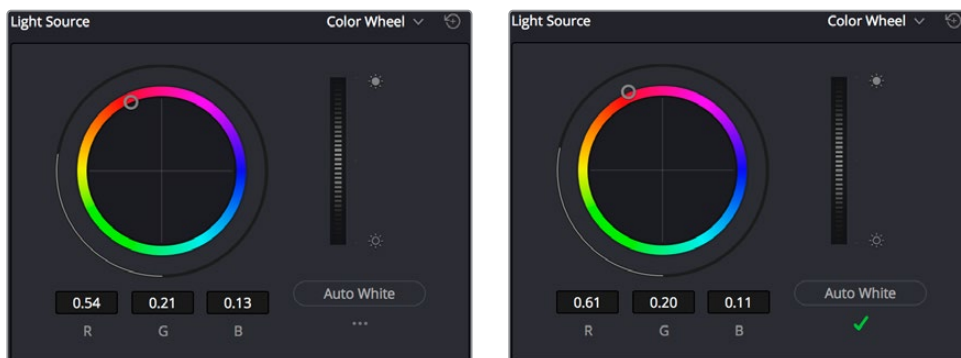 Light Source Color Wheel
0.54 0.21 0.13 Auto White
R G B
Light Source Color Wheel
0.61 0.20 0.11 Auto White
R G B